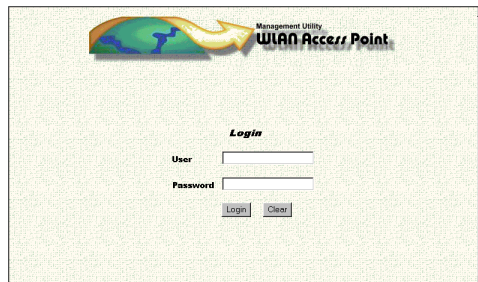 Management Utility
WLAN Access Point
Login
User
Password
Login Clear